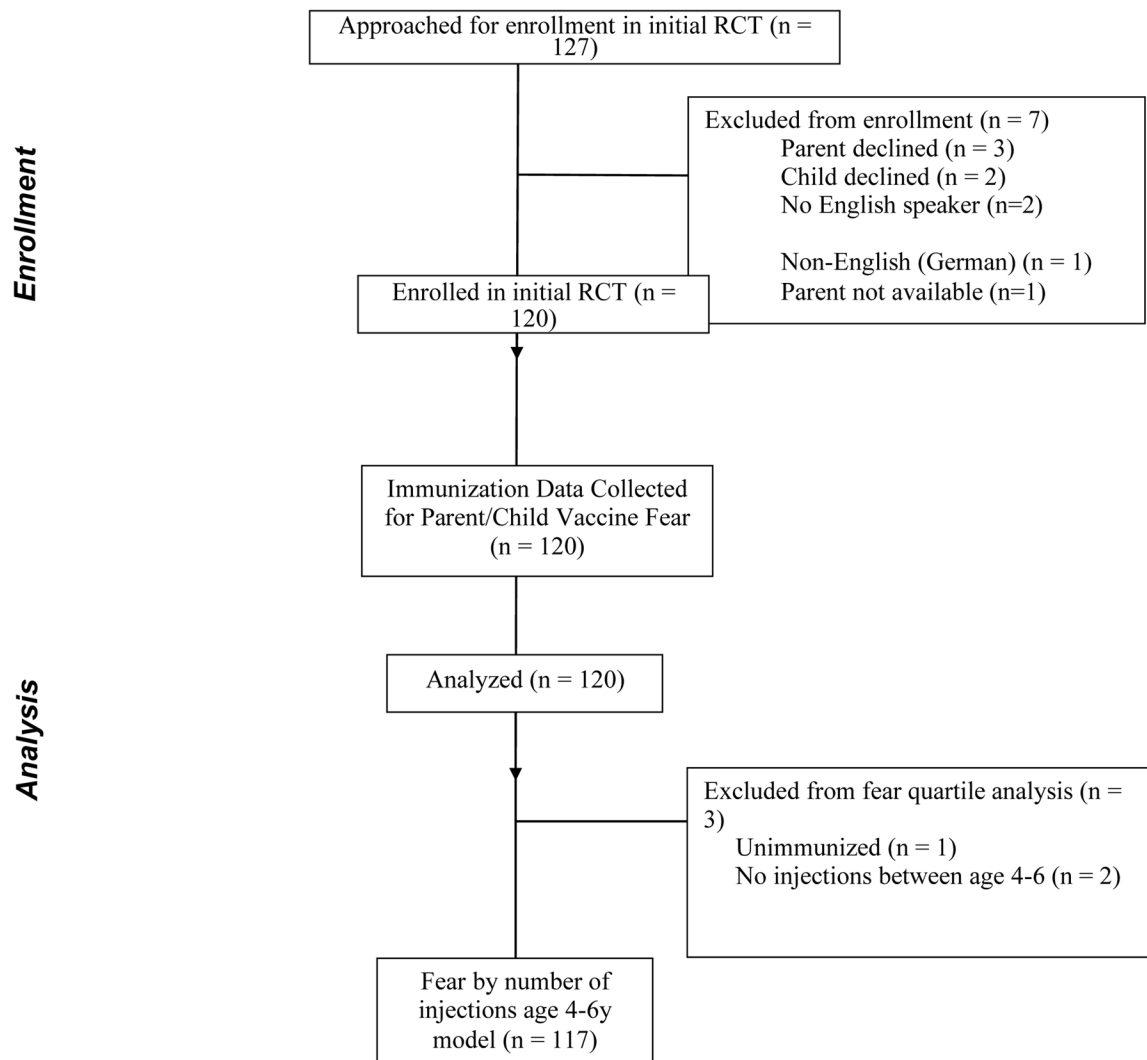 Approached for enrollment in initial RCT (n =
127)
Enrollment
Excluded from enrollment (n = 7)
Parent declined (n = 3)
Child declined (n = 2)
No English speaker (n=2)
Non-English (German) (n = 1)
Parent not available (n=1)
Enrolled in initial RCT (n =
120)
Immunization Data Collected
for Parent/Child Vaccine Fear
(n = 120)
Analysis
Analyzed (n = 120)
Excluded from fear quartile analysis (n =
3)
Unimmunized (n = 1)
No injections between age 4-6 (n = 2)
Fear by number of
injections age 4-6y
model (n = 117)